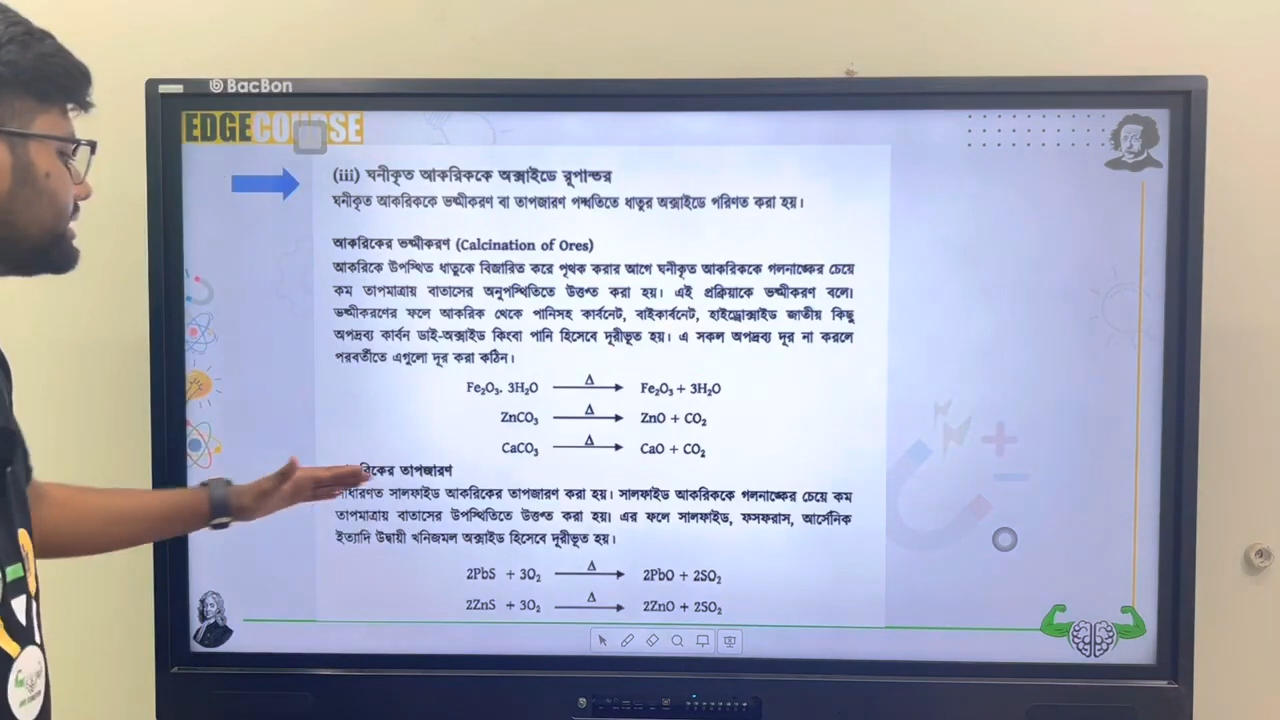 BacBon
EDGECOURSE
(iii) ঘনীকৃত আকরিককে অক্সাইডে রূপান্তর
ঘনীকৃত আকরিককে ভস্মীকরণ বা তাপজারণ পদ্ধতিতে ধাতুর অক্সাইডে পরিণত করা হয়।
আকরিকের ভস্মীকরণ (Calcination of Ores)
আকরিকে উপস্থিত ধাতুকে বিজারিত করে পৃথক করার আগে ঘনীকৃত আকরিককে গলনাঙ্কের চেয়ে
কম তাপমাত্রায় বাতাসের অনুপস্থিতিতে উত্তপ্ত করা হয়। এই প্রক্রিয়াকে ভস্মীকরণ বলে।
ভস্মীকরণের ফলে আকরিক থেকে পানিসহ কার্বনেট, বাইকার্বনেট, হাইড্রোক্সাইড জাতীয় কিছু
অপদ্রব্য কার্বন ডাই-অক্সাইড কিংবা পানি হিসেবে দূরীভূত হয়। এ সকল অপদ্রব্য দূর না করলে
পরবর্তীতে এগুলো দূর করা কঠিন।
Fe₂O₃. 3H₂O Δ→ Fe₂O₃ + 3H₂O
ZnCO₃ Δ→ ZnO + CO₂
CaCO₃ Δ→ CaO + CO₂
তাপজারণ
সাধারণত সালফাইড আকরিকের তাপজারণ করা হয়। সালফাইড আকরিককে গলনাঙ্কের চেয়ে কম
তাপমাত্রায় বাতাসের উপস্থিতিতে উত্তপ্ত করা হয়। এর ফলে সালফাইড, ফসফরাস, আর্সেনিক
ইত্যাদি উদ্বায়ী খনিজমল অক্সাইড হিসেবে দূরীভূত হয়।
2PbS + 3O₂ Δ→ 2PbO + 2SO₂
2ZnS + 3O₂ Δ→ 2ZnO + 2SO₂